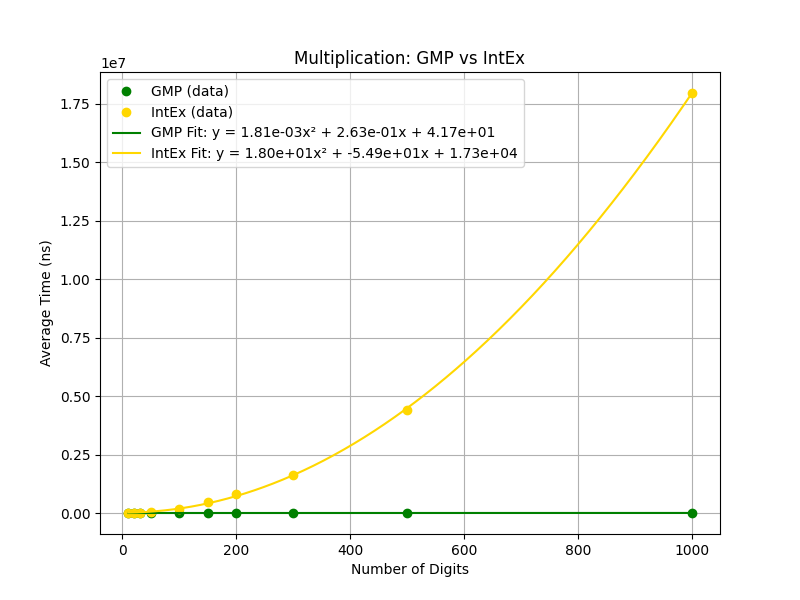 Multiplication: GMP vs IntEx
1e7
GMP (data)
IntEx (data)
GMP Fit: y = 1.81e-03x² + 2.63e-01x + 4.17e+01
IntEx Fit: y = 1.80e+01x² + -5.49e+01x + 1.73e+04
1.75
1.50
1.25
1.00
0.75
0.50
0.25
0.00
Average Time (ns)
0 200 400 600 800 1000
Number of Digits